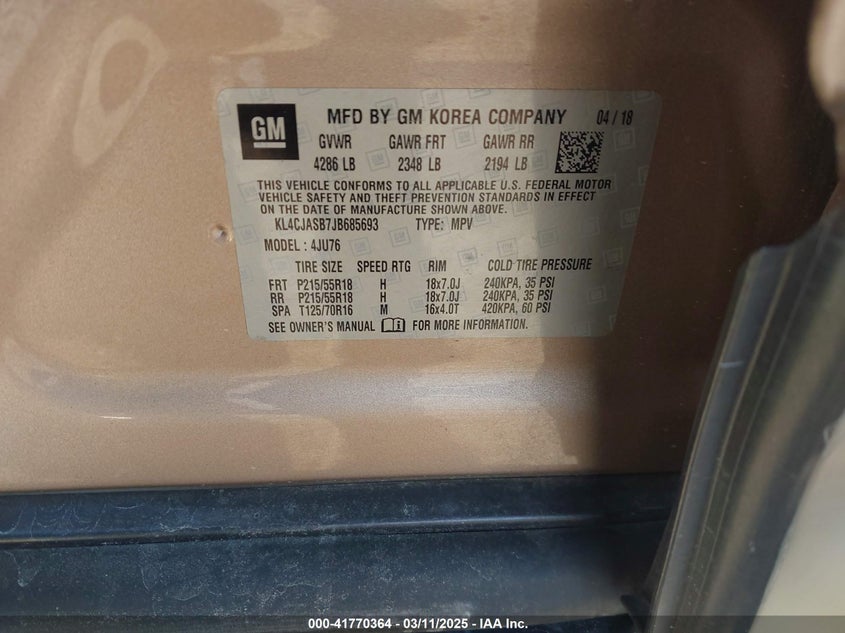 GM
MFD BY GM KOREA COMPANY 04 / 18
GVWR GAWR FRT GAWR RR
4286 LB 2348 LB 2194 LB
THIS VEHICLE CONFORMS TO ALL APPLICABLE U.S. FEDERAL MOTOR
VEHICLE SAFETY AND THEFT PREVENTION STANDARDS IN EFFECT
ON THE DATE OF MANUFACTURE SHOWN ABOVE.
KL4CJASB7JB685693 TYPE: MPV
MODEL : 4JU76
TIRE SIZE SPEED RTG RIM COLD TIRE PRESSURE
FRT P215/55R18 H 18x7.0J 240KPA, 35 PSI
RR P215/55R18 H 18x7.0J 240KPA, 35 PSI
SPA T125/70R16 M 16x4.0T 420KPA, 60 PSI
SEE OWNER'S MANUAL FOR MORE INFORMATION.
000-41770364 - 03/11/2025 - IAA Inc.